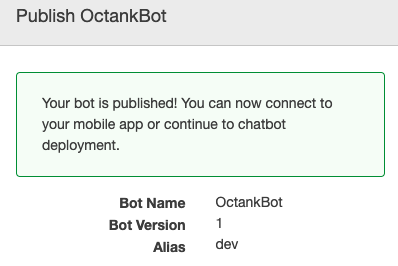 Publish OctankBot
Your bot is published! You can now connect to
your mobile app or continue to chatbot
deployment.
Bot Name OctankBot
Bot Version 1
Alias dev